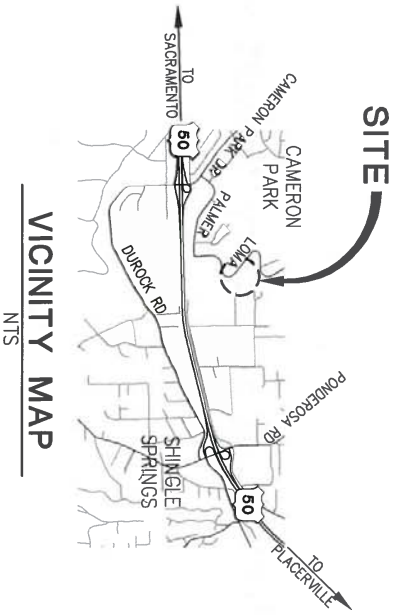 SITE
CAMERON
PARK
CAMERON PARK DR
PALMER
LOMA
TO
SACRAMENTO
50
DUROCK RD
PONDEROSA RD
SHINGLE
SPRINGS
50
TO
PLACERVILLE
VICINITY MAP
NTS